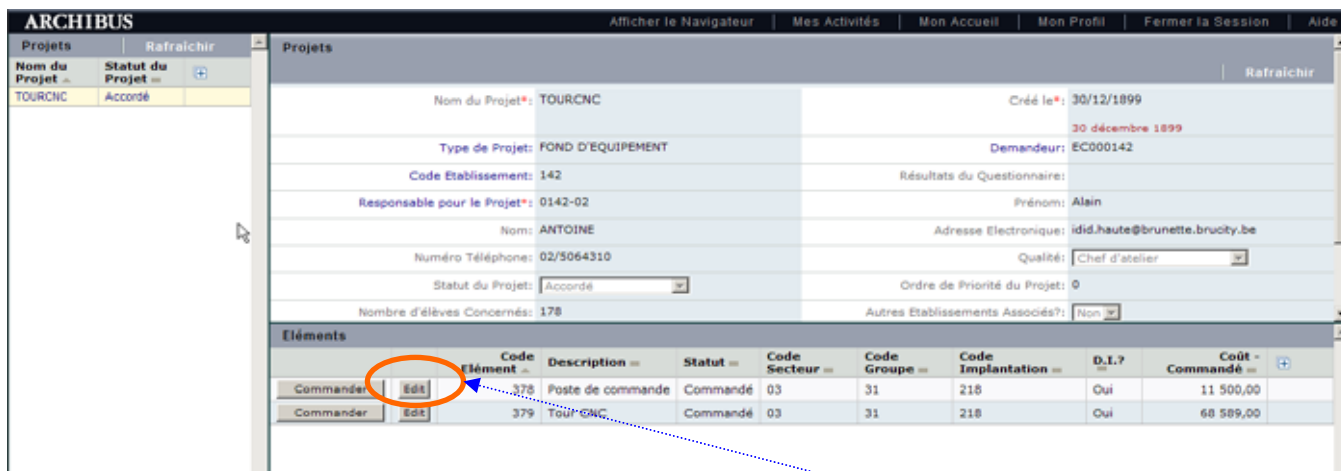 ARCHIBUS
Afficher le Navigateur | Mes Activités | Mon Accueil | Mon Profil | Fermer la Session | Aide
Projets | Rafraîchir
Nom du Projet Statut du Projet
TOURCNC Accordé
Projets
Rafraîchir
Nom du Projet*: TOURCNC Créé le*: 30/12/1899
30 décembre 1899
Type de Projet: FOND D'EQUIPEMENT Demandeur: EC000142
Code Etablissement: 142 Résultats du Questionnaire:
Responsable pour le Projet*: 0142-02 Prénom: Alain
Nom: ANTOINE Adresse Electronique: idid.haute@brunette.brucity.be
Numéro Téléphone: 02/5064310 Qualité: Chef d'atelier
Statut du Projet: Accordé Ordre de Priorité du Projet: 0
Nombre d'élèves Concernés: 178 Autres Etablissements Associés?: Non
Eléments
Code Elément Description Statut Code Secteur Code Groupe Code Implantation D.I.? Coût - Commandé
Commander Edit 378 Poste de commande Commandé 03 31 218 Oui 11 500,00
Commander Edit 379 Tour CNC Commandé 03 31 218 Oui 68 589,00